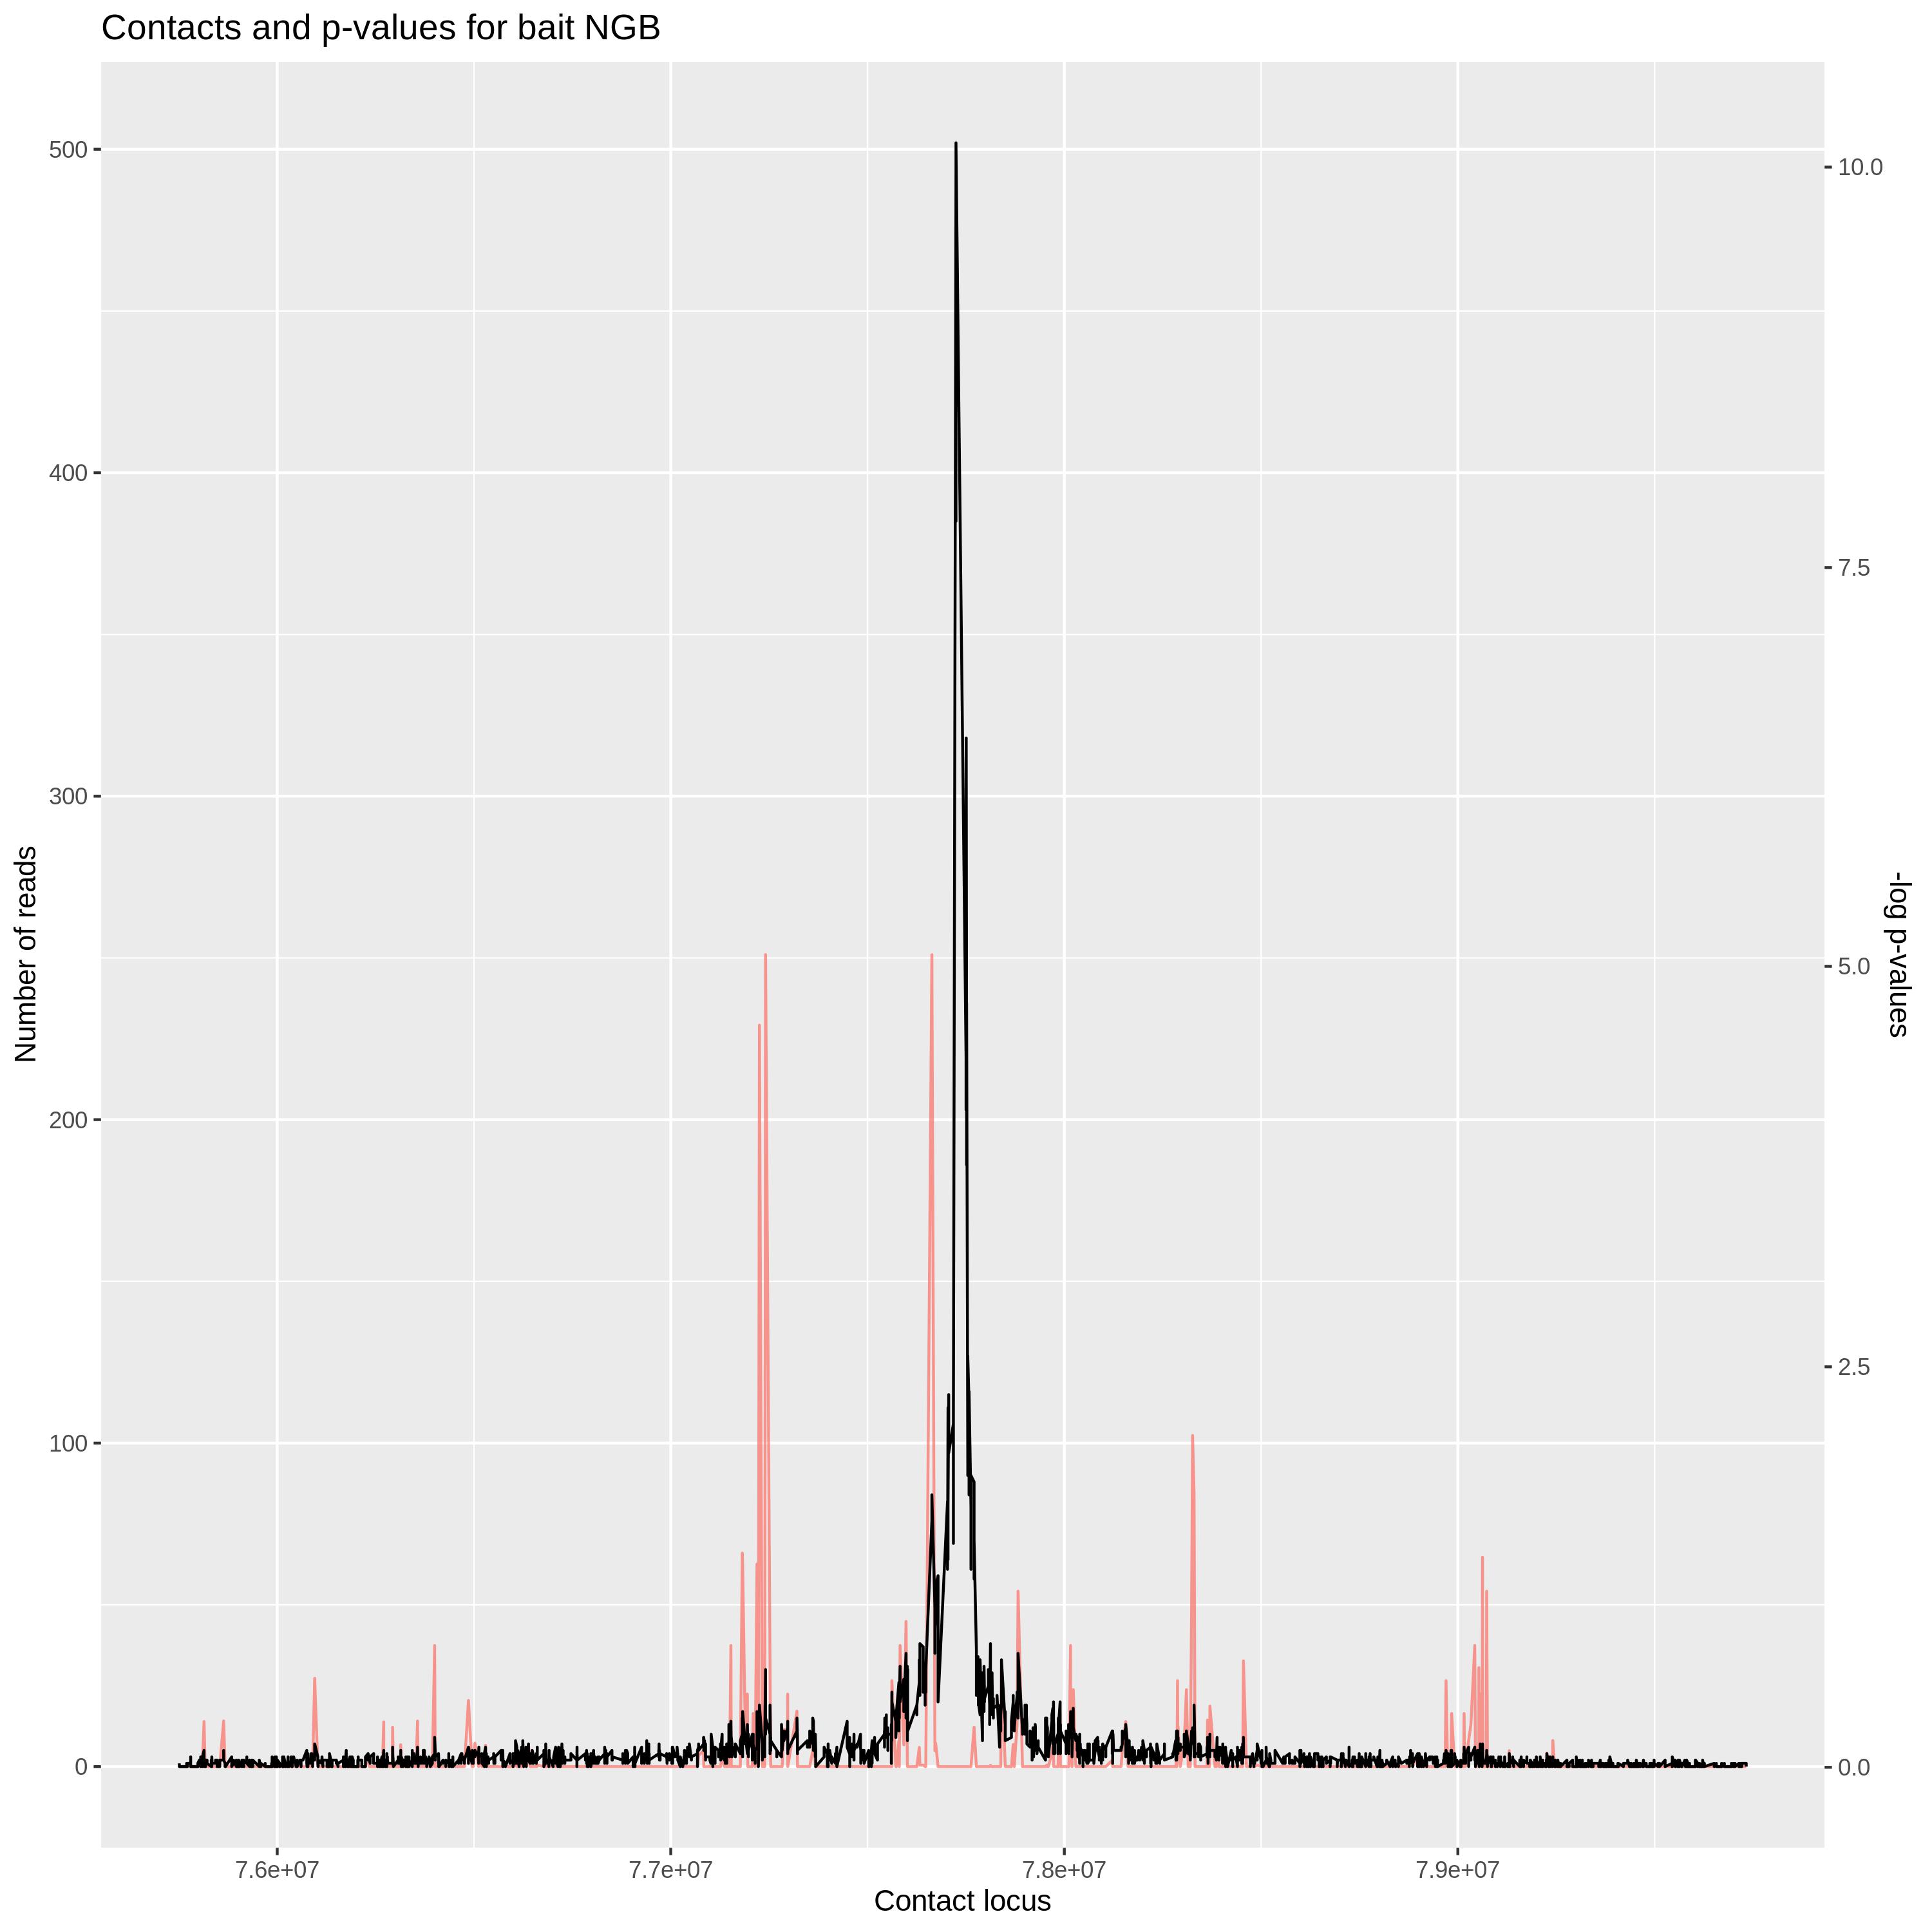 Contacts and p-values for bait NGB
500
400
300
200
100
0
Number of reads
10.0
7.5
5.0
2.5
0.0
-log p-values
7.6e+07
7.7e+07
7.8e+07
7.9e+07
Contact locus